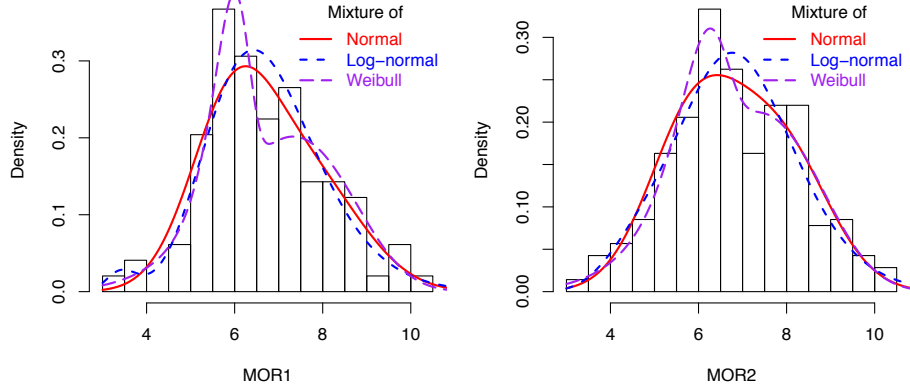 Mixture of
Normal
Log−normal
Weibull
Density
0.0
0.1
0.2
0.3
4
6
8
10
MOR1
Mixture of
Normal
Log−normal
Weibull
Density
0.00
0.10
0.20
0.30
4
6
8
10
MOR2